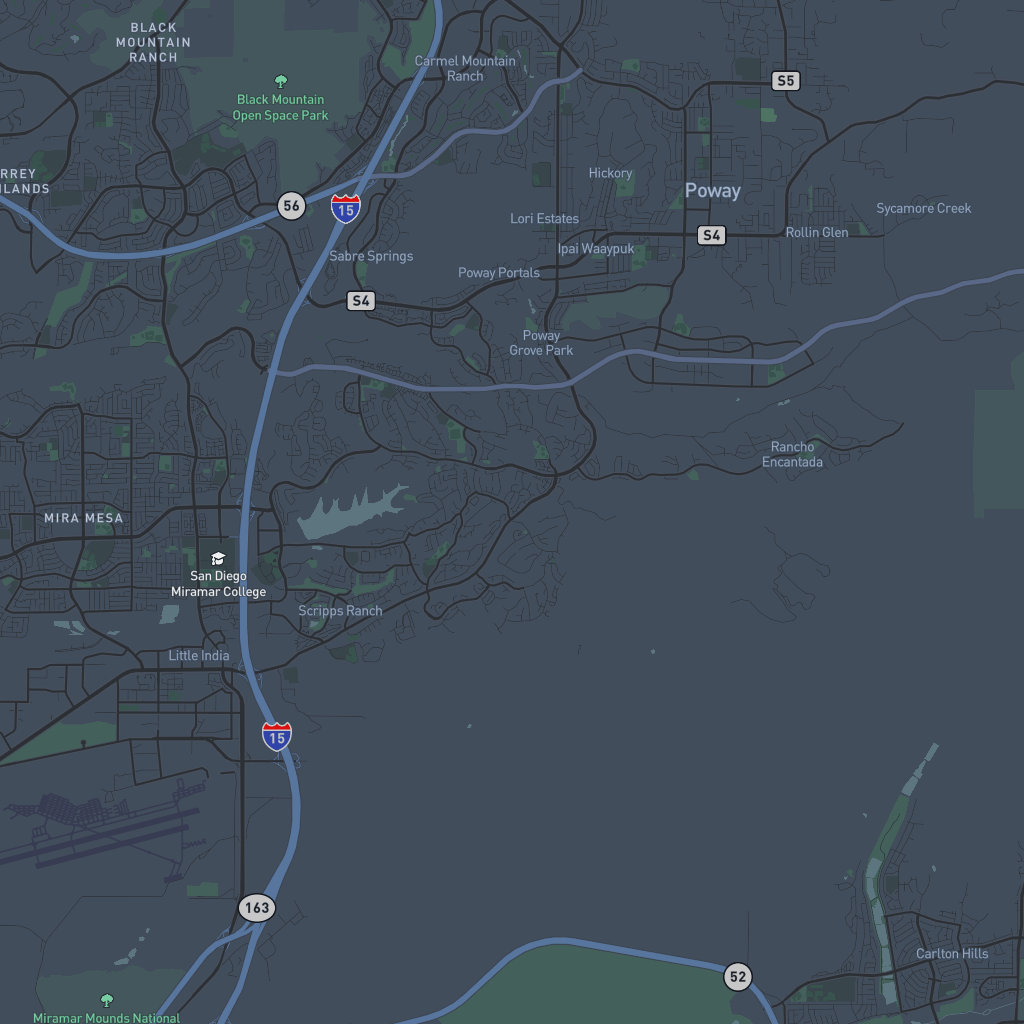 BLACK
MOUNTAIN
RANCH
Carmel Mountain
Ranch
S5
Black Mountain
Open Space Park
RREY
Hickory
Poway
56
15
Lori Estates
Sycamore Creek
S4
Rollin Glen
Ipai Waaypuk
Sabre Springs
Poway Portals
S4
Poway
Grove Park
Rancho
Encantada
MIRA MESA
San Diego
Miramar College
Scripps Ranch
Little India
15
163
Carlton Hills
52
Miramar Mounds National